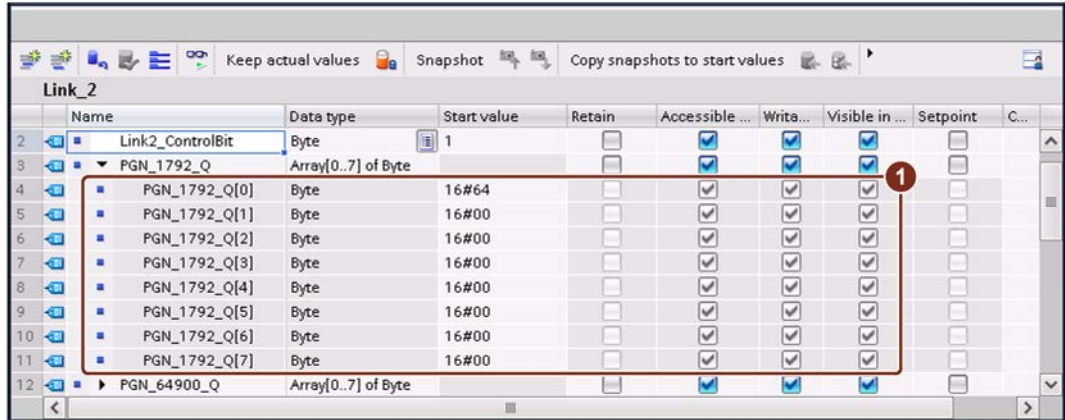 Keep actual values Snapshot Copy snapshots to start values
Link_2
Name Data type Start value Retain Accessible ... Writa... Visible in ... Setpoint C...
2 Link2_ControlBit Byte 1
3 PGN_1792_Q Array[0..7] of Byte
1
4 PGN_1792_Q[0] Byte 16#64
5 PGN_1792_Q[1] Byte 16#00
6 PGN_1792_Q[2] Byte 16#00
7 PGN_1792_Q[3] Byte 16#00
8 PGN_1792_Q[4] Byte 16#00
9 PGN_1792_Q[5] Byte 16#00
10 PGN_1792_Q[6] Byte 16#00
11 PGN_1792_Q[7] Byte 16#00
12 PGN_64900_Q Array[0..7] of Byte